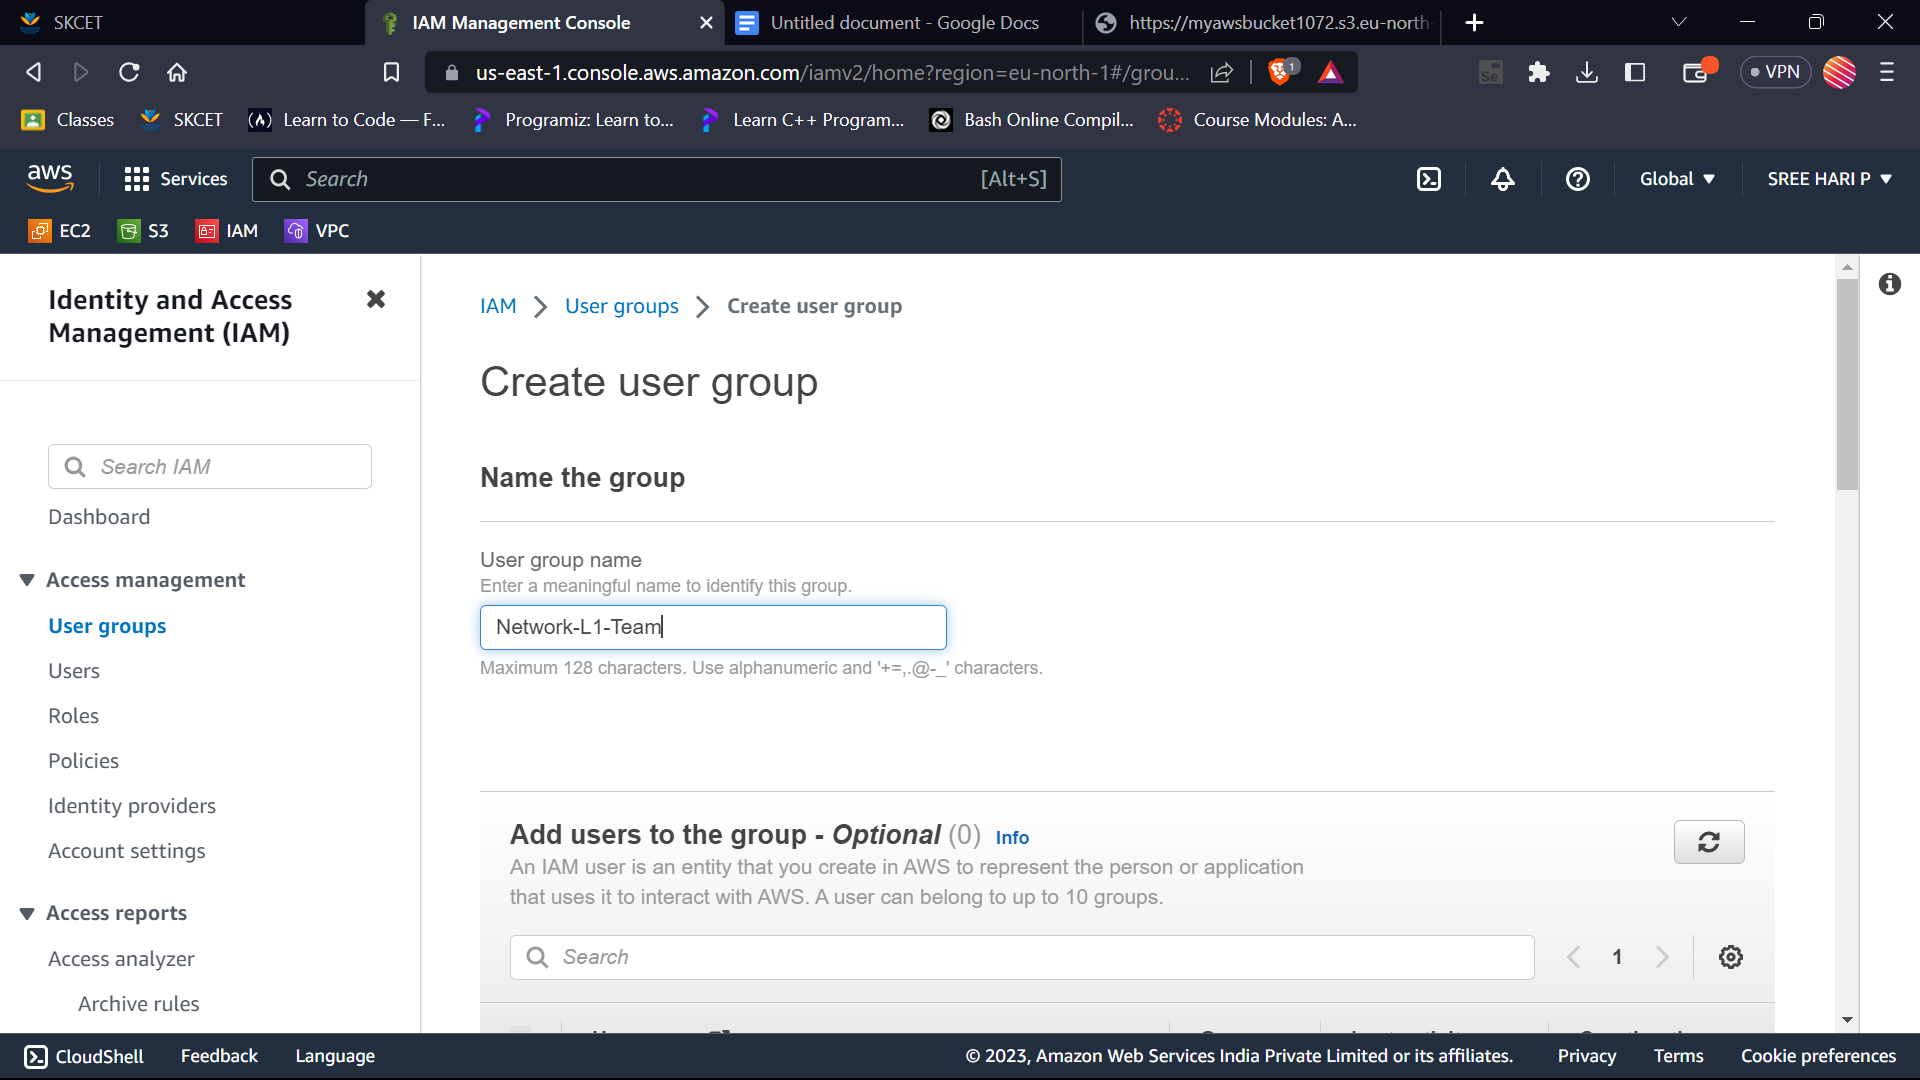 SKCET
IAM Management Console
Untitled document - Google Docs
https://myawsbucket1072.s3.eu-north-
us-east-1.console.aws.amazon.com/iamv2/home?region=eu-north-1#/grou...
1
Se
VPN
Classes
SKCET
(A)
Learn to Code — F...
Programiz: Learn to...
Learn C++ Program...
Bash Online Compil...
Course Modules: A...
aws
Services
Search
[Alt+S]
Global
SREE HARI P
EC2
S3
IAM
VPC
Identity and Access
Management (IAM)
Search IAM
Dashboard
Access management
User groups
Users
Roles
Policies
Identity providers
Account settings
Access reports
Access analyzer
Archive rules
IAM
User groups
Create user group
Create user group
Name the group
User group name
Enter a meaningful name to identify this group.
Network-L1-Team
Maximum 128 characters. Use alphanumeric and '+=,.@-_' characters.
Add users to the group - Optional (0) Info
An IAM user is an entity that you create in AWS to represent the person or application
that uses it to interact with AWS. A user can belong to up to 10 groups.
Search
1
CloudShell
Feedback
Language
© 2023, Amazon Web Services India Private Limited or its affiliates.
Privacy
Terms
Cookie preferences